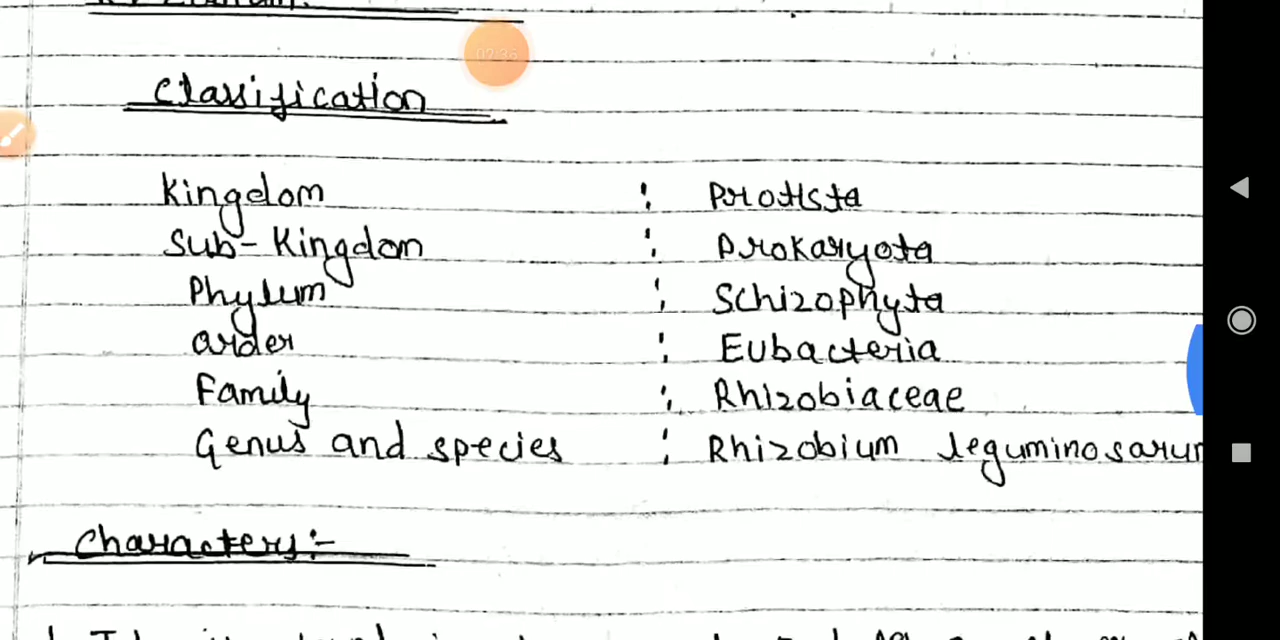 Classification
Kingdom : Protista
Sub-Kingdom : Prokaryota
Phylum : Schizophyta
order : Eubacteria
Family : Rhizobiaceae
Genus and species : Rhizobium leguminosarum
Characters:-